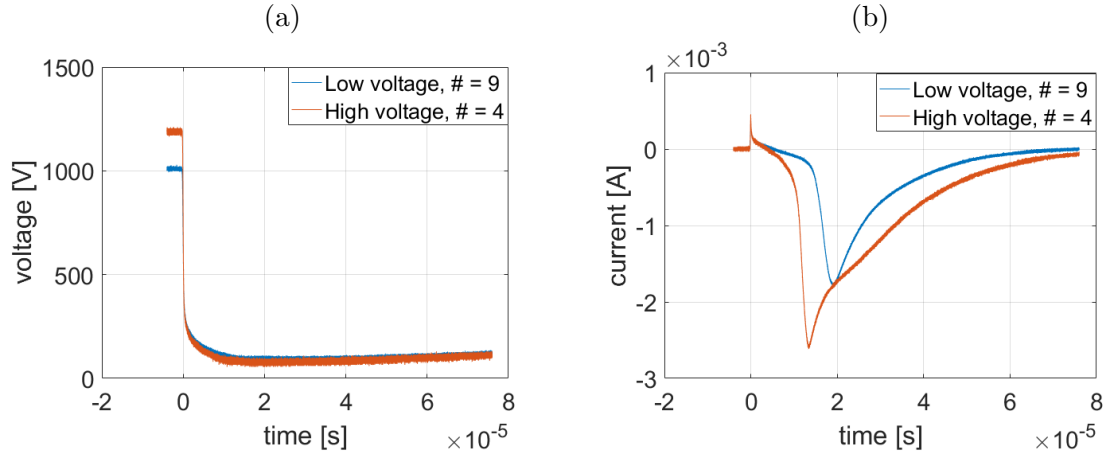 (a)
(b)
1500
1000
500
0
voltage [V]
-2
0
2
4
6
8
time [s]
×10⁻⁵
Low voltage, # = 9
High voltage, # = 4
×10⁻³
1
0
-1
-2
-3
current [A]
-2
0
2
4
6
8
time [s]
×10⁻⁵
Low voltage, # = 9
High voltage, # = 4